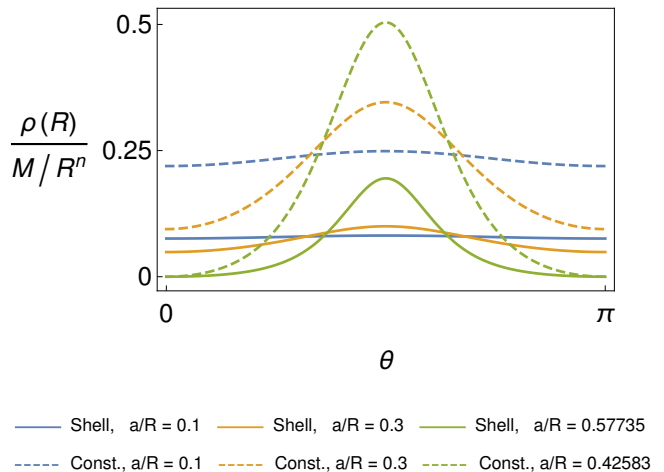 0.5
ρ(R)
M/Rⁿ
0.25
0
0 π
θ
Shell, a/R = 0.1 Shell, a/R = 0.3 Shell, a/R = 0.57735
Const., a/R = 0.1 Const., a/R = 0.3 Const., a/R = 0.42583